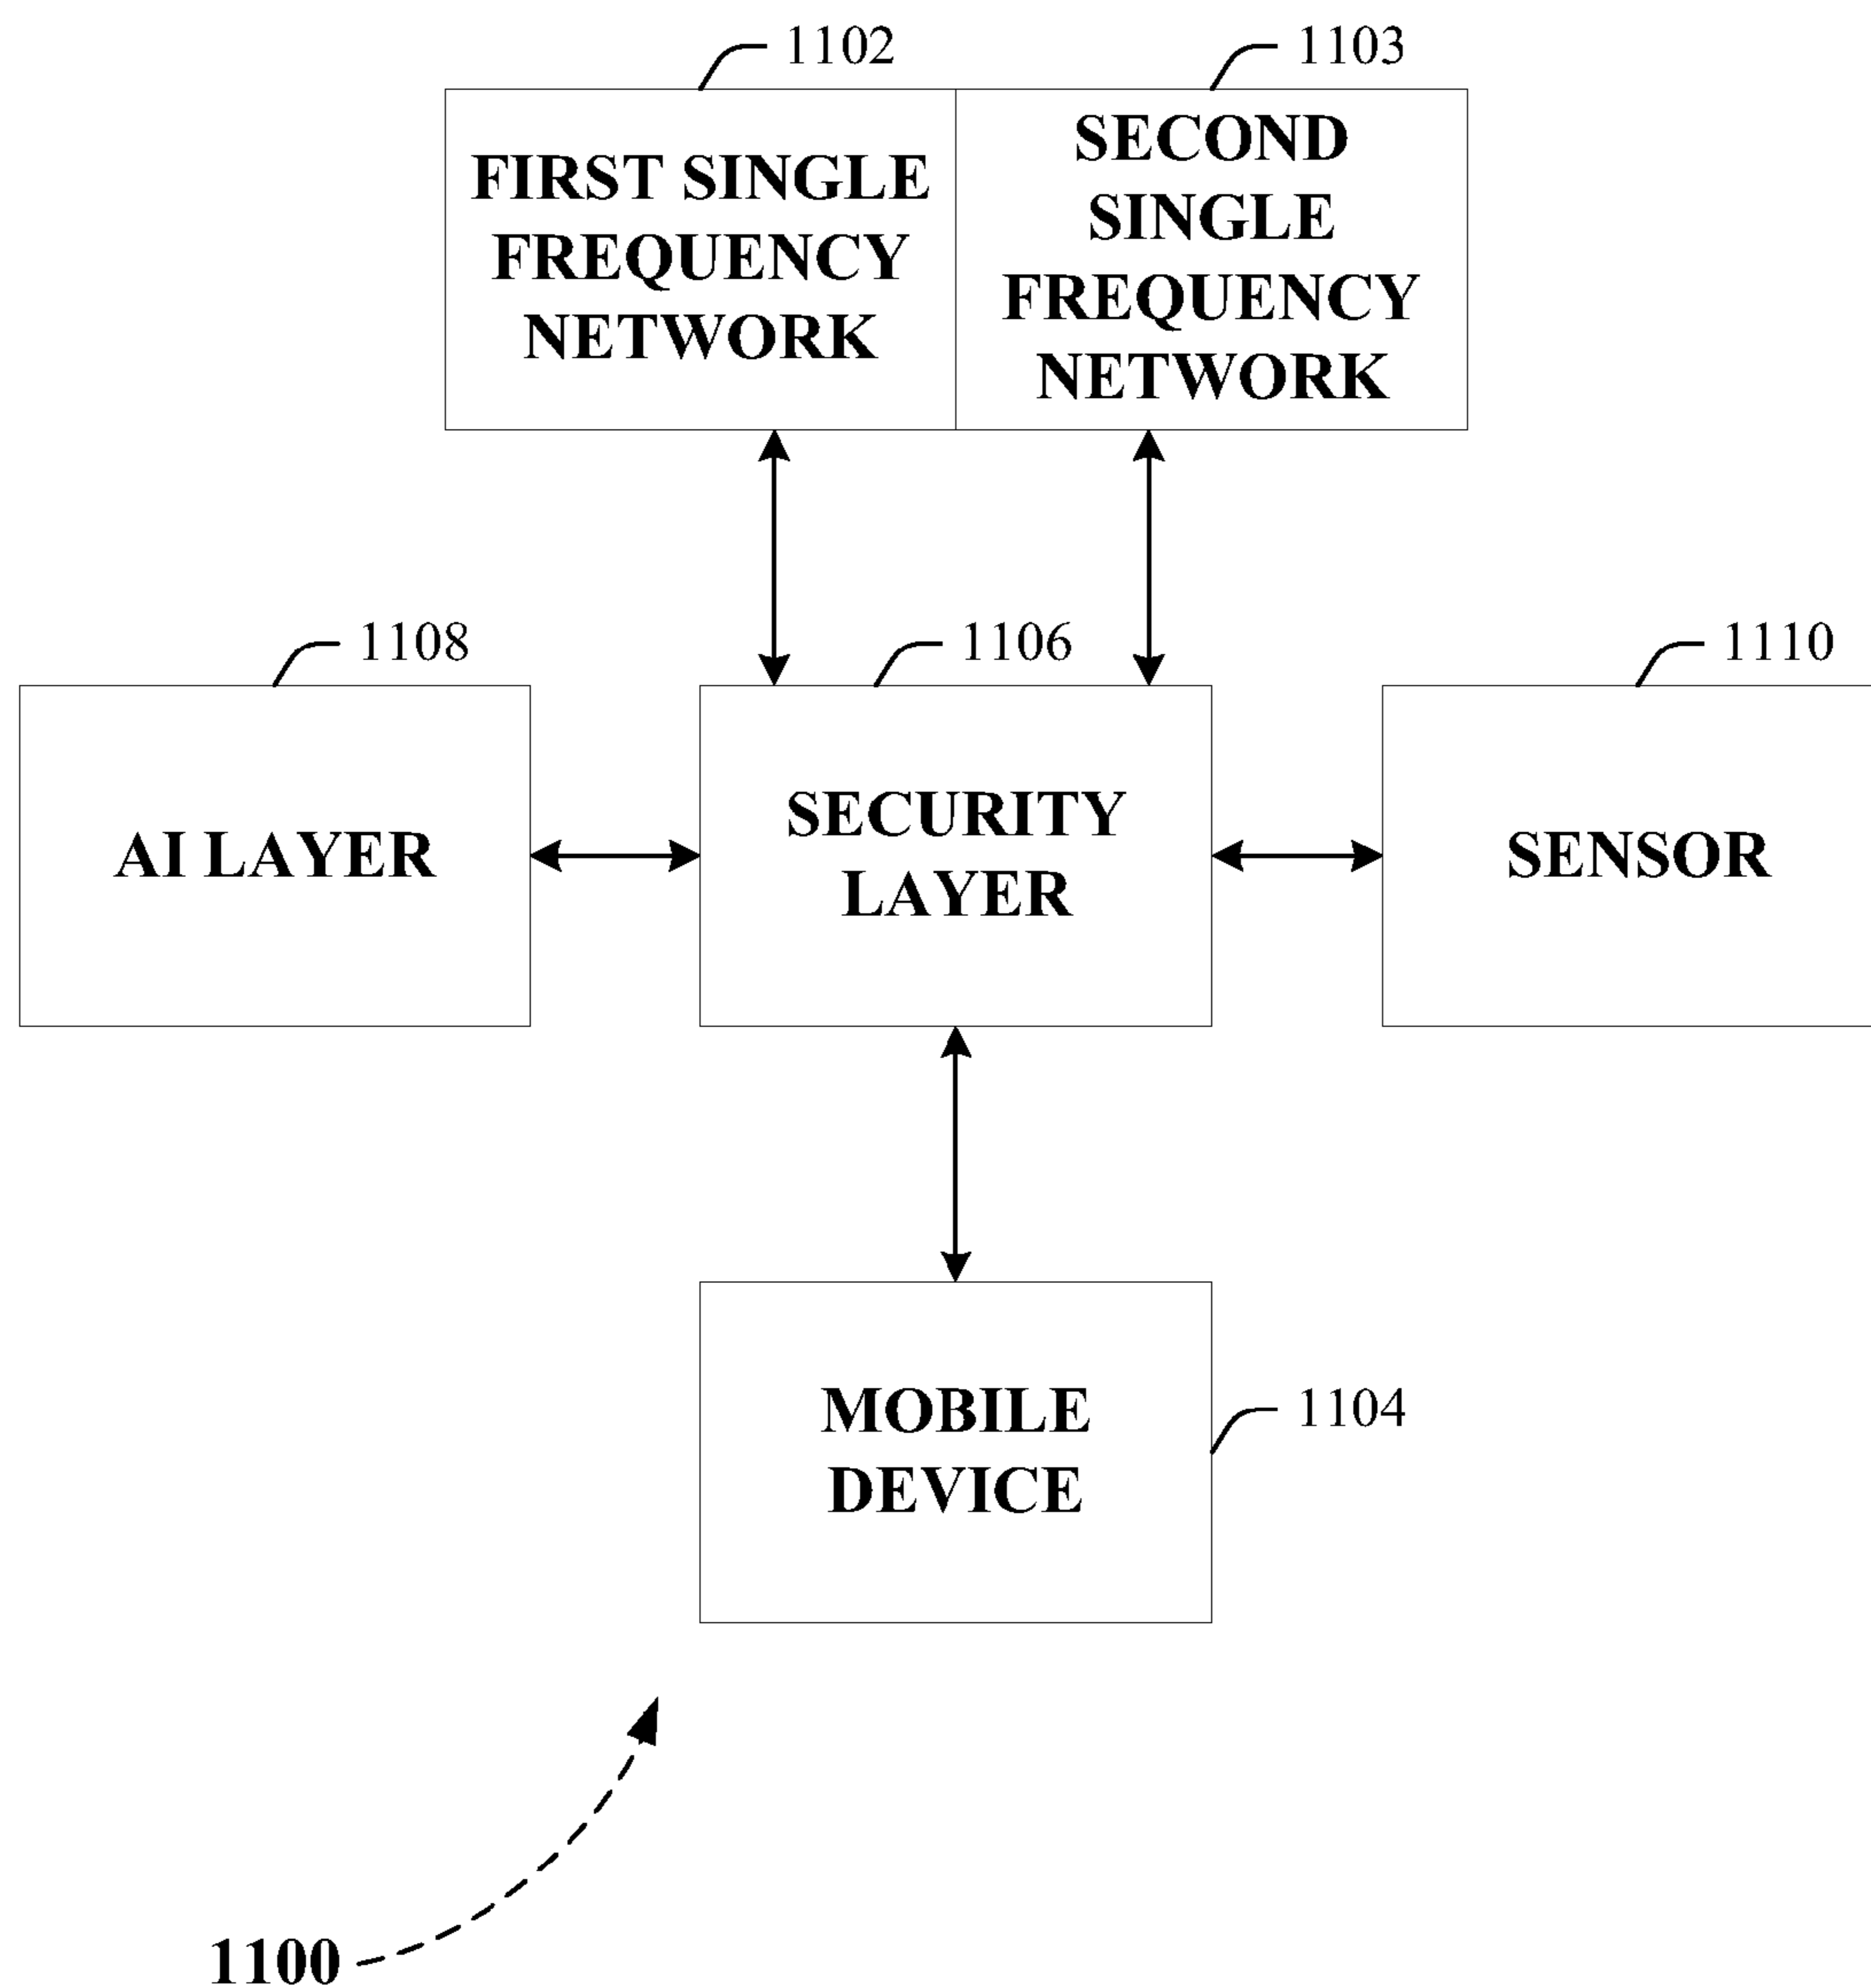 1102
1103
FIRST SINGLE
FREQUENCY
NETWORK
SECOND
SINGLE
FREQUENCY
NETWORK
1108
1106
1110
AI LAYER
SECURITY
LAYER
SENSOR
MOBILE
DEVICE
1104
1100